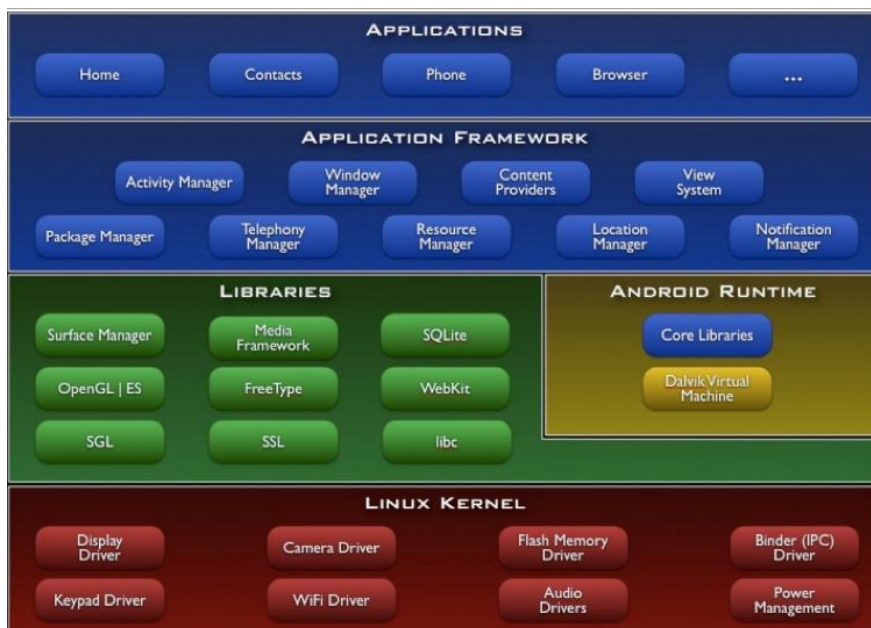 APPLICATIONS
Home
Contacts
Phone
Browser
...
APPLICATION FRAMEWORK
Activity Manager
Window
Manager
Content
Providers
View
System
Package Manager
Telephony
Manager
Resource
Manager
Location
Manager
Notification
Manager
LIBRARIES
Surface Manager
Media
Framework
SQLite
OpenGL | ES
FreeType
WebKit
SGL
SSL
libc
ANDROID RUNTIME
Core Libraries
Dalvik Virtual
Machine
LINUX KERNEL
Display
Driver
Camera Driver
Flash Memory
Driver
Binder (IPC)
Driver
Keypad Driver
WiFi Driver
Audio
Drivers
Power
Management